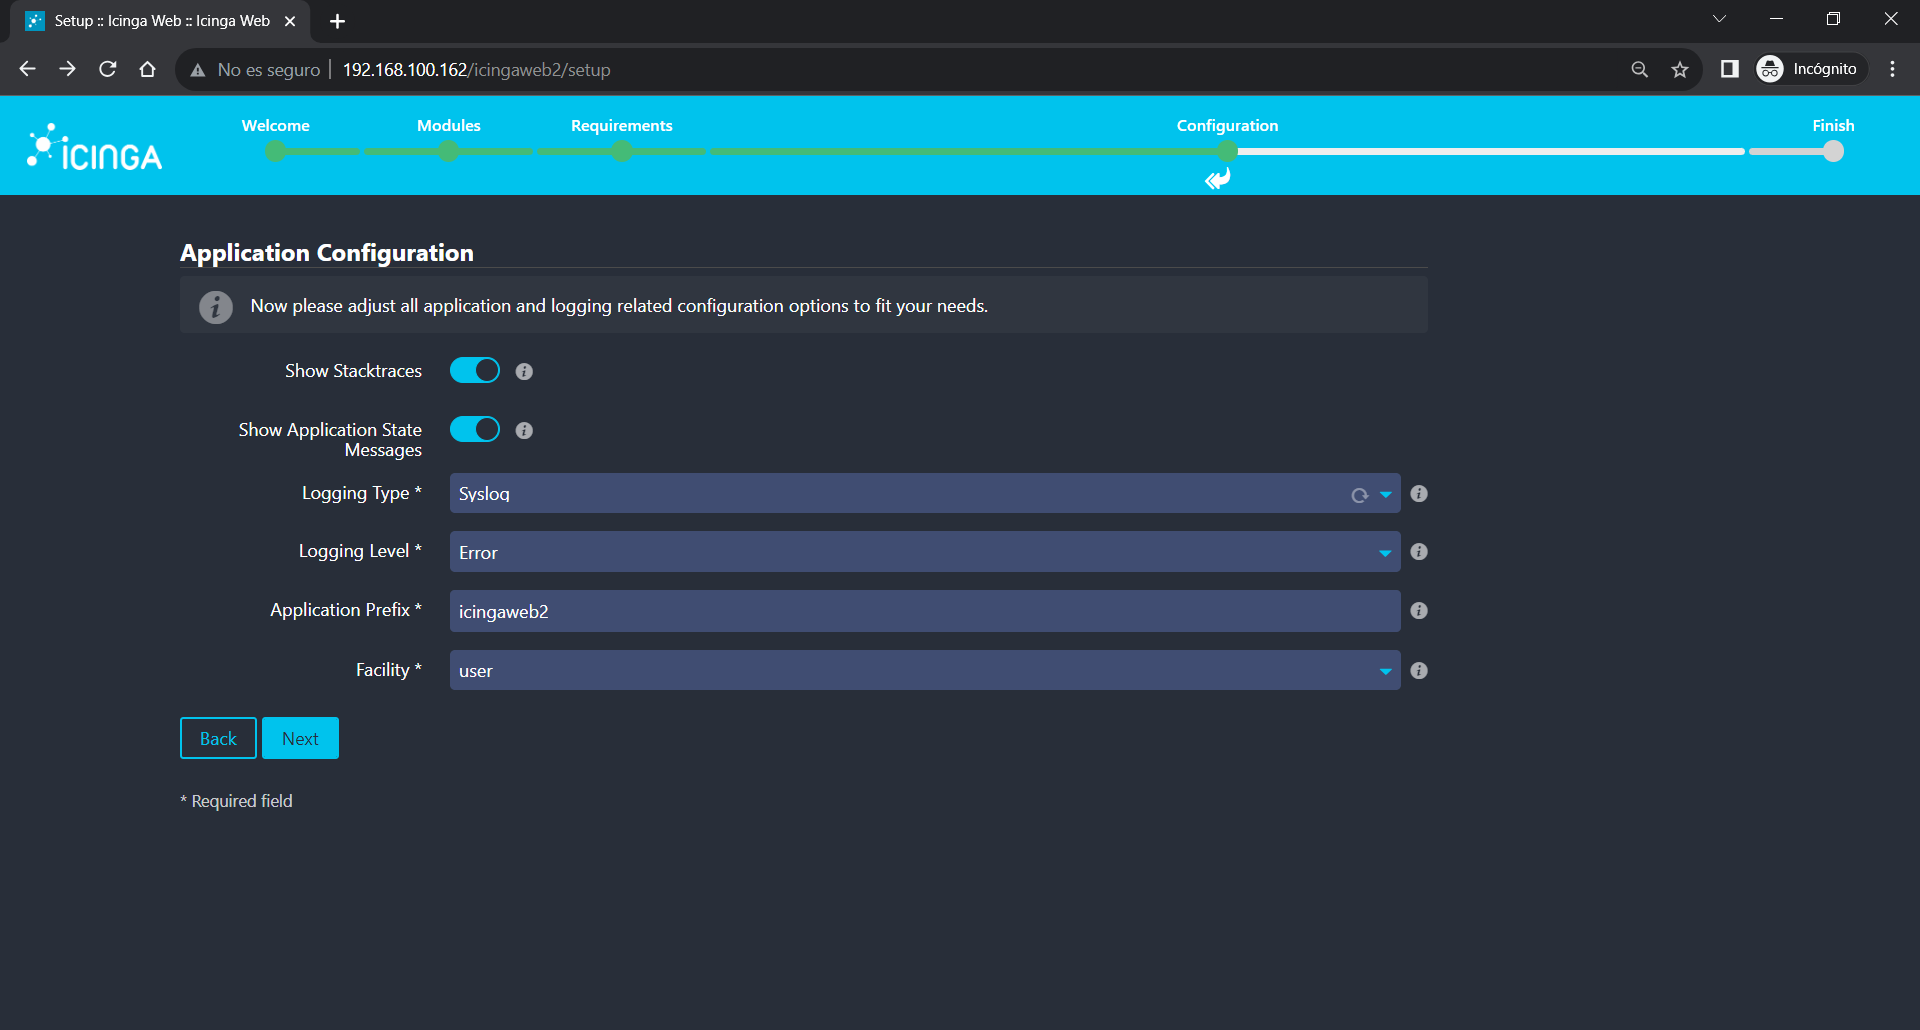 Setup :: Icinga Web :: Icinga Web
No es seguro
192.168.100.162/icingaweb2/setup
Incógnito
ICINGA
Welcome
Modules
Requirements
Configuration
Finish
Application Configuration
Now please adjust all application and logging related configuration options to fit your needs.
Show Stacktraces
Show Application State
Messages
Logging Type *
Syslog
Logging Level *
Error
Application Prefix *
icingaweb2
Facility *
user
Back
Next
* Required field